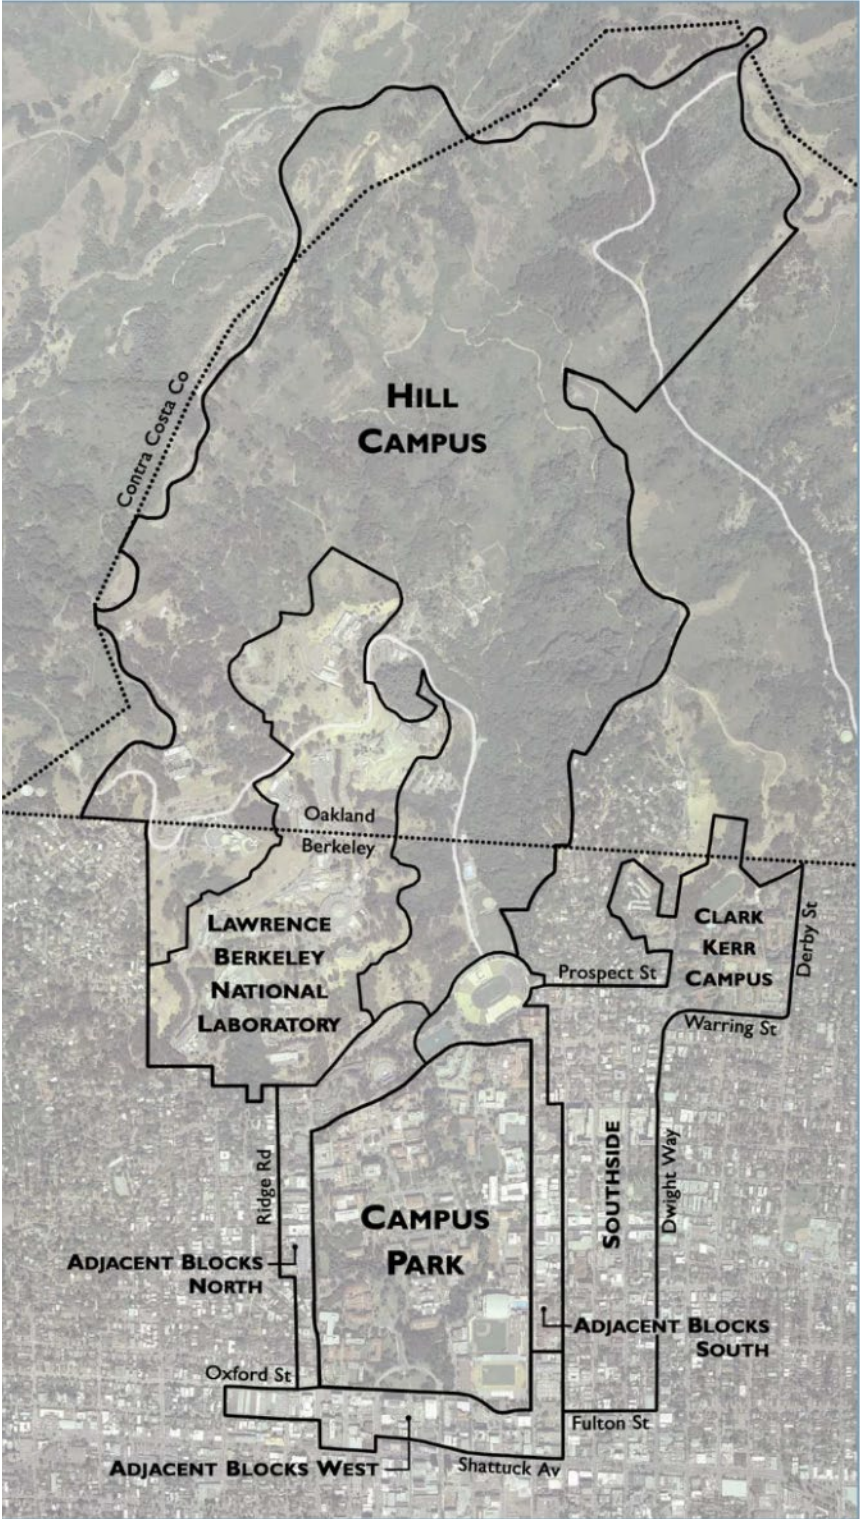 Contra Costa Co
HILL
CAMPUS
Oakland
Berkeley
LAWRENCE
BERKELEY
NATIONAL
LABORATORY
CLARK
KERR
CAMPUS
Derby St
Prospect St
Warring St
SOUTHSIDE
Dwight Way
Ridge Rd
CAMPUS
PARK
ADJACENT BLOCKS
NORTH
ADJACENT BLOCKS
SOUTH
Oxford St
Fulton St
ADJACENT BLOCKS WEST
Shattuck Av